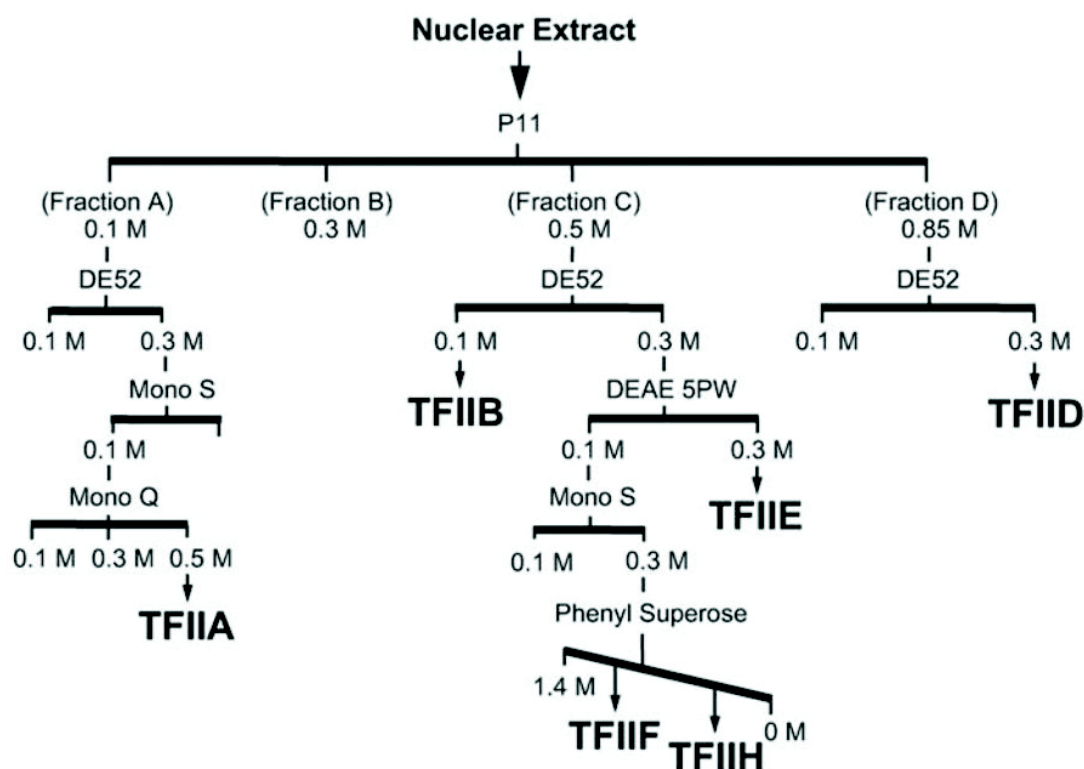 Nuclear Extract
P11
(Fraction A) (Fraction B) (Fraction C) (Fraction D)
0.1 M 0.3 M 0.5 M 0.85 M
DE52 DE52 DE52
0.1 M 0.3 M 0.1 M 0.3 M 0.1 M 0.3 M
Mono S DEAE 5PW
TFIIB TFIID
0.1 M 0.1 M 0.3 M
Mono Q Mono S
TFIIE
0.1 M 0.3 M 0.5 M 0.1 M 0.3 M
TFIIA Phenyl Superose
1.4 M
0 M
TFIIF
TFIIH